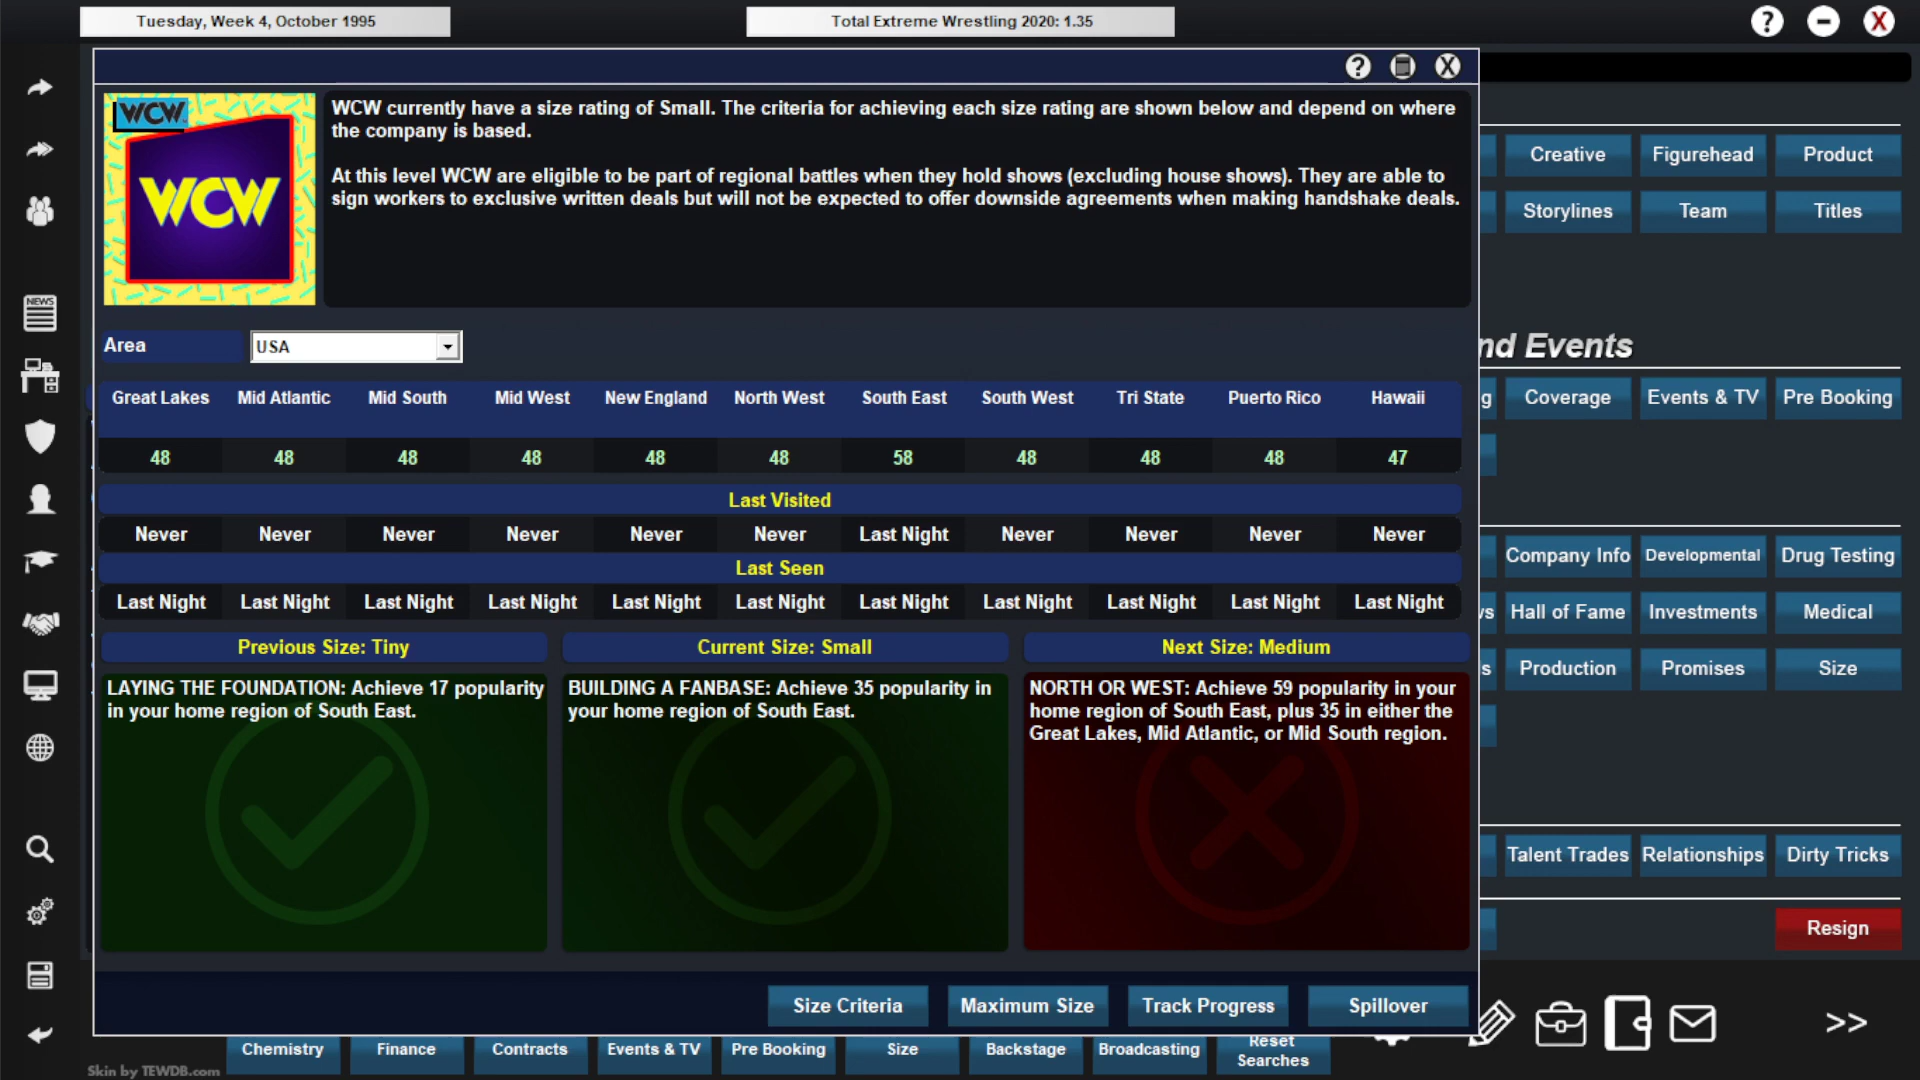 Tuesday, Week 4, October 1995
Total Extreme Wrestling 2020: 1.35
? – X
? X
WCW
WCW
WCW currently have a size rating of Small. The criteria for achieving each size rating are shown below and depend on where
the company is based.
At this level WCW are eligible to be part of regional battles when they hold shows (excluding house shows). They are able to
sign workers to exclusive written deals but will not be expected to offer downside agreements when making handshake deals.
Creative Figurehead Product
Storylines Team Titles
NEWS
Area USA
nd Events
Great Lakes Mid Atlantic Mid South Mid West New England North West South East South West Tri State Puerto Rico Hawaii
g Coverage Events & TV Pre Booking
48 48 48 48 48 48 58 48 48 48 47
Last Visited
Never Never Never Never Never Never Last Night Never Never Never Never
Company Info Developmental Drug Testing
Last Seen
Last Night Last Night Last Night Last Night Last Night Last Night Last Night Last Night Last Night Last Night Last Night
s Hall of Fame Investments Medical
Previous Size: Tiny Current Size: Small Next Size: Medium
s Production Promises Size
LAYING THE FOUNDATION: Achieve 17 popularity
in your home region of South East.
BUILDING A FANBASE: Achieve 35 popularity in
your home region of South East.
NORTH OR WEST: Achieve 59 popularity in your
home region of South East, plus 35 in either the
Great Lakes, Mid Atlantic, or Mid South region.
Talent Trades Relationships Dirty Tricks
Resign
Size Criteria Maximum Size Track Progress Spillover
>>
Chemistry Finance Contracts Events & TV Pre Booking Size Backstage Broadcasting Reset
Searches
Skin by TEWDB.com